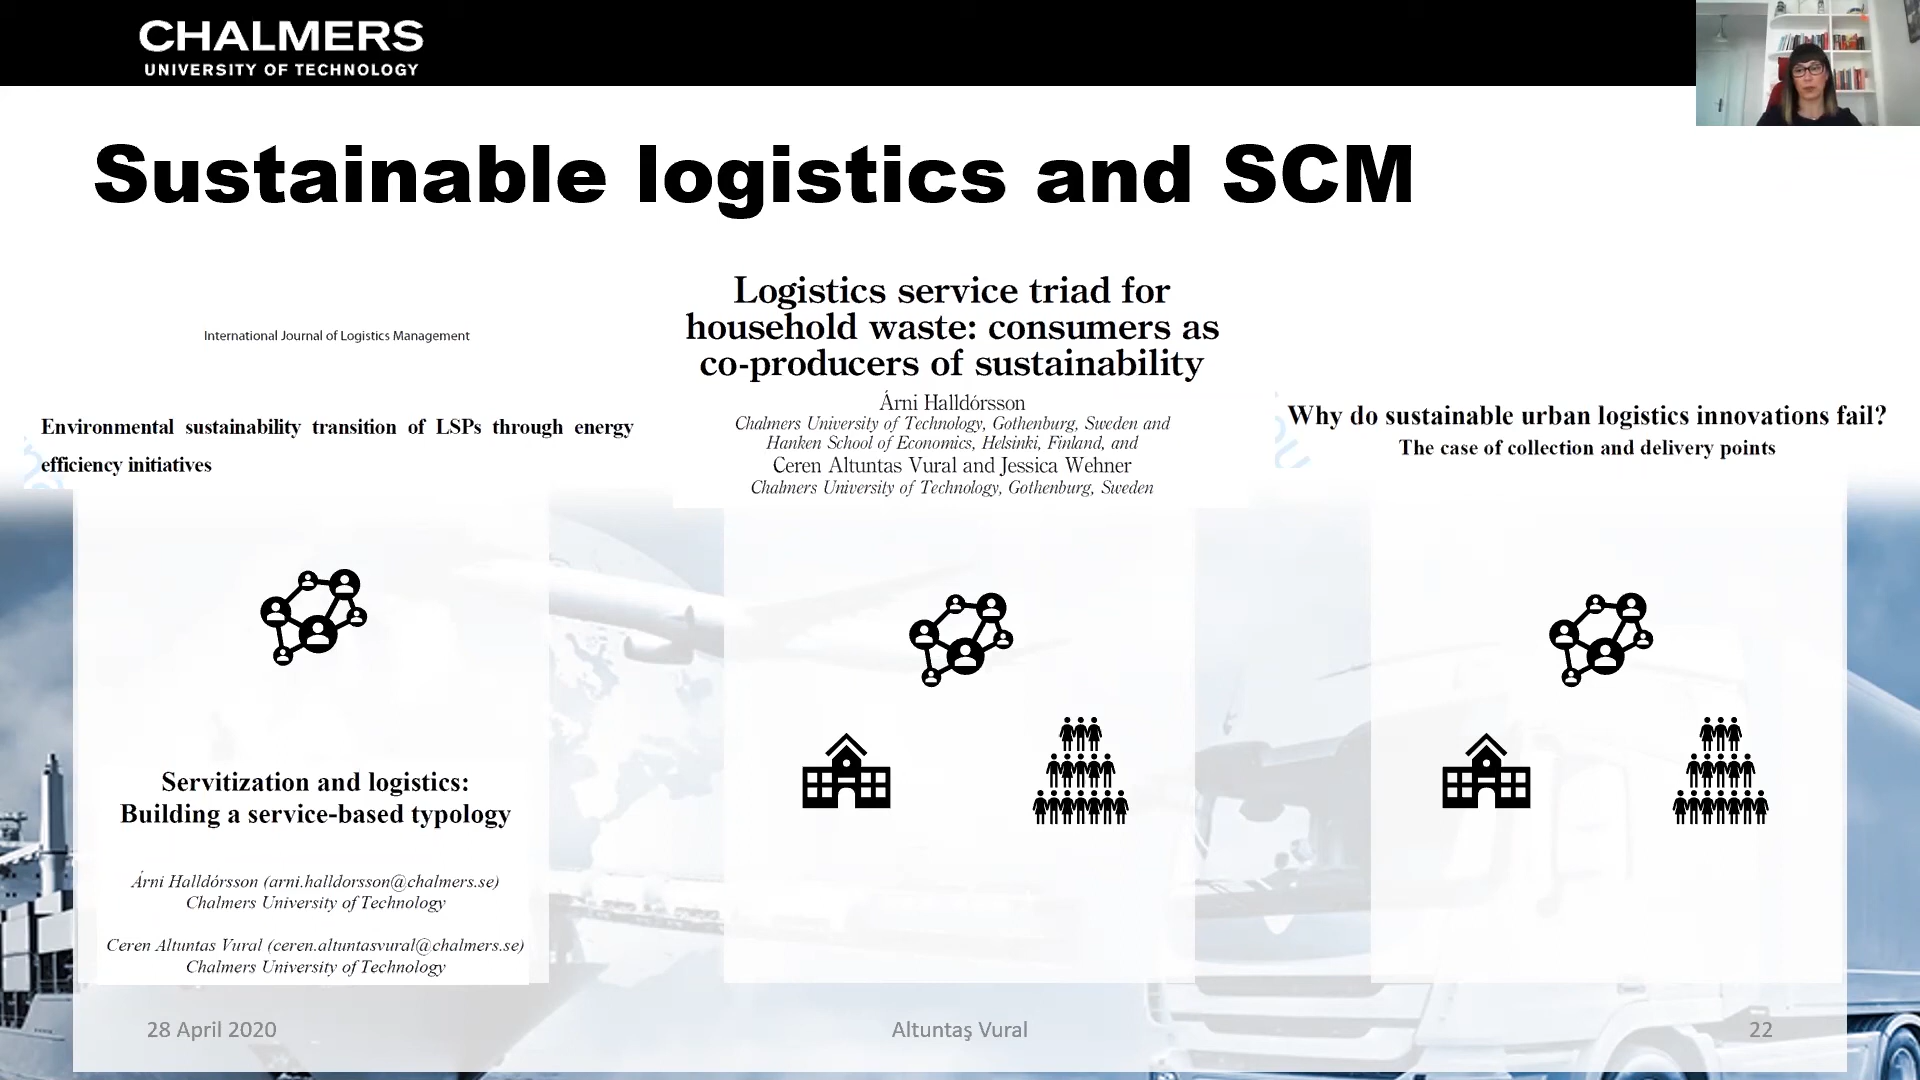 CHALMERS
UNIVERSITY OF TECHNOLOGY
Sustainable logistics and SCM
International Journal of Logistics Management
Environmental sustainability transition of LSPs through energy
efficiency initiatives
Servitization and logistics:
Building a service-based typology
Árni Halldórsson (arni.halldorsson@chalmers.se)
Chalmers University of Technology
Ceren Altuntas Vural (ceren.altuntasvural@chalmers.se)
Chalmers University of Technology
Logistics service triad for
household waste: consumers as
co-producers of sustainability
Árni Halldórsson
Chalmers University of Technology, Gothenburg, Sweden and
Hanken School of Economics, Helsinki, Finland, and
Ceren Altuntas Vural and Jessica Wehner
Chalmers University of Technology, Gothenburg, Sweden
Why do sustainable urban logistics innovations fail?
The case of collection and delivery points
28 April 2020
Altuntaş Vural
22